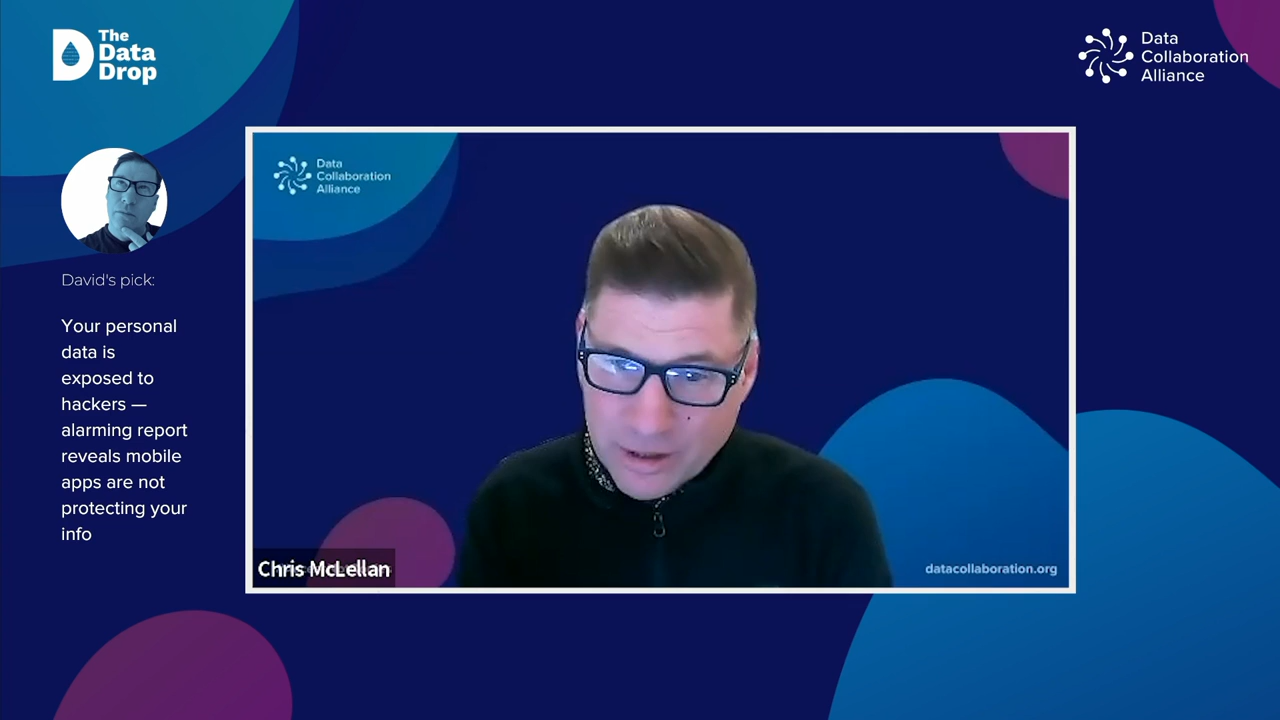 The
Data
Drop
Data
Collaboration
Alliance
David's pick:
Your personal
data is
exposed to
hackers —
alarming report
reveals mobile
apps are not
protecting your
info
Data
Collaboration
Alliance
Chris McLellan
datacollaboration.org